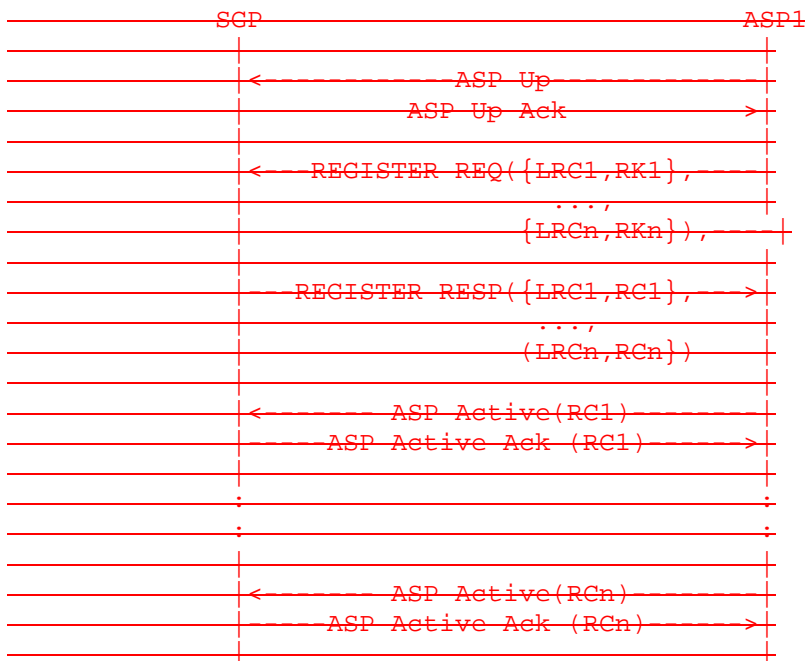 SGP                                ASP1
|                                  |
|<-------------ASP Up--------------|
|          ASP Up Ack            >|
|                                  |
|<---REGISTER REQ({LRC1,RK1},----|
|                    ...,          |
|                  {LRCn,RKn}),----|
|                                  |
|---REGISTER RESP({LRC1,RC1},--->|
|                   ...,           |
|                  (LRCn,RCn})     |
|                                  |
|<------- ASP Active(RC1)--------|
|-----ASP Active Ack (RC1)------>|
|                                  |
:                                  :
:                                  :
|                                  |
|<------- ASP Active(RCn)--------|
|-----ASP Active Ack (RCn)------>|
|                                  |